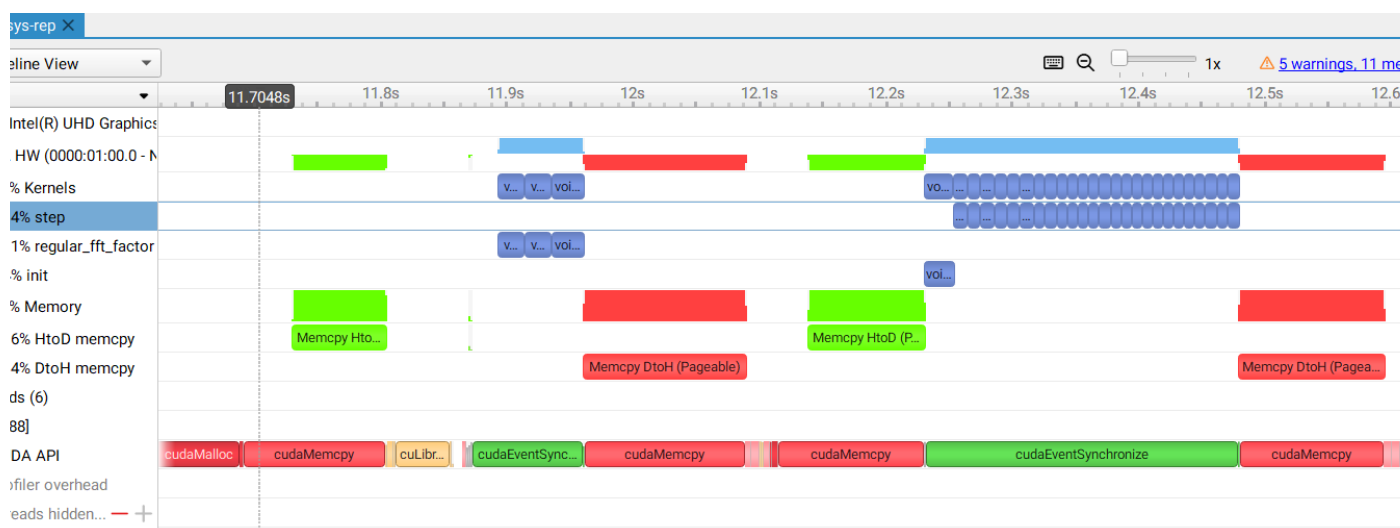 sys-rep
eline View
1x 5 warnings, 11 me
11.7048s 11.8s 11.9s 12s 12.1s 12.2s 12.3s 12.4s 12.5s 12.6
Intel(R) UHD Graphics
HW (0000:01:00.0 - N
% Kernels v... v... voi... vo... ... ... ...
4% step ... ... ...
1% regular_fft_factor v... v... voi...
% init voi...
% Memory
6% HtoD memcpy Memcpy Hto... Memcpy HtoD (P...
4% DtoH memcpy Memcpy DtoH (Pageable) Memcpy DtoH (Pagea...
ds (6)
88]
DA API cudaMalloc cudaMemcpy cuLibr... cudaEventSync... cudaMemcpy cudaMemcpy cudaEventSynchronize cudaMemcpy
ofiler overhead
eads hidden...